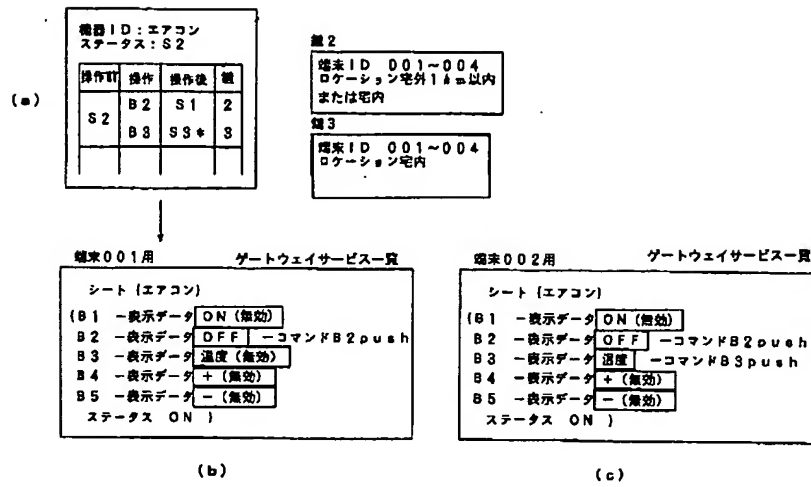 機器ID：エアコン
ステータス：S2
操作前 操作 操作後 鍵
S2 B2 S1 2
B3 S3* 3
(a)
鍵2
端末ID 001~004
ロケーション宅外1km以内
または宅内
鍵3
端末ID 001~004
ロケーション宅内
端末001用 ゲートウェイサービス一覧
シート {エアコン}
{B1 －表示データ ON (無効)
B2 －表示データ OFF －コマンドB2push
B3 －表示データ 温度 (無効)
B4 －表示データ + (無効)
B5 －表示データ － (無効)
ステータス ON }
(b)
端末002用 ゲートウェイサービス一覧
シート {エアコン}
{B1 －表示データ ON (無効)
B2 －表示データ OFF －コマンドB2push
B3 －表示データ 温度 －コマンドB3push
B4 －表示データ + (無効)
B5 －表示データ － (無効)
ステータス ON }
(c)